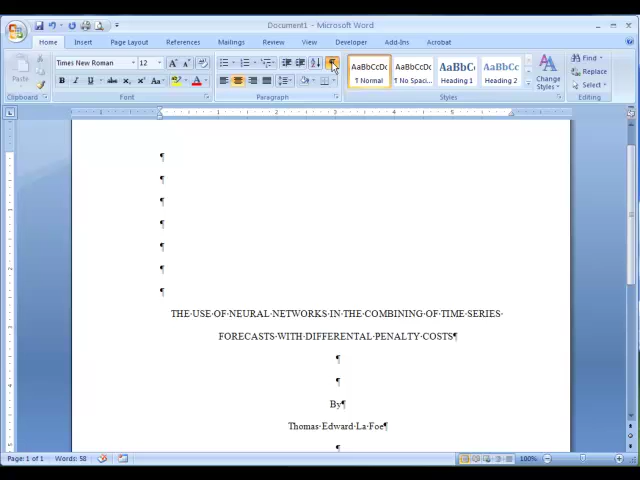 Document1 - Microsoft Word
Home Insert Page Layout References Mailings Review View Developer Add-Ins Acrobat
Times New Roman 12
Paste
B I U abc
AaBbCcDc AaBbCcDc AaBbC AaBbCc
¶ Normal ¶ No Spaci... Heading 1 Heading 2
Change Styles
Find
Replace
Select
Clipboard Font Paragraph Styles Editing
¶
¶
¶
¶
¶
¶
¶
THE·USE·OF·NEURAL·NETWORKS·IN·THE·COMBINING·OF·TIME·SERIES·
FORECASTS·WITH·DIFFERENTIAL·PENALTY·COSTS¶
¶
¶
By¶
Thomas·Edward·La·Foe¶
¶
Page: 1 of 1 Words: 58 100%